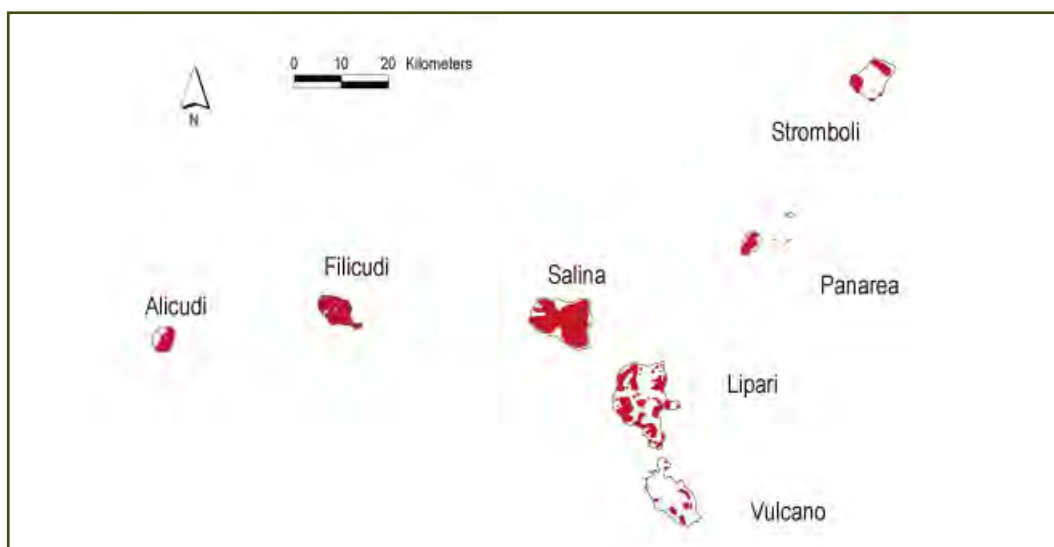 0 10 20 Kilometers
N
Stromboli
Panarea
Filicudi
Salina
Alicudi
Lipari
Vulcano